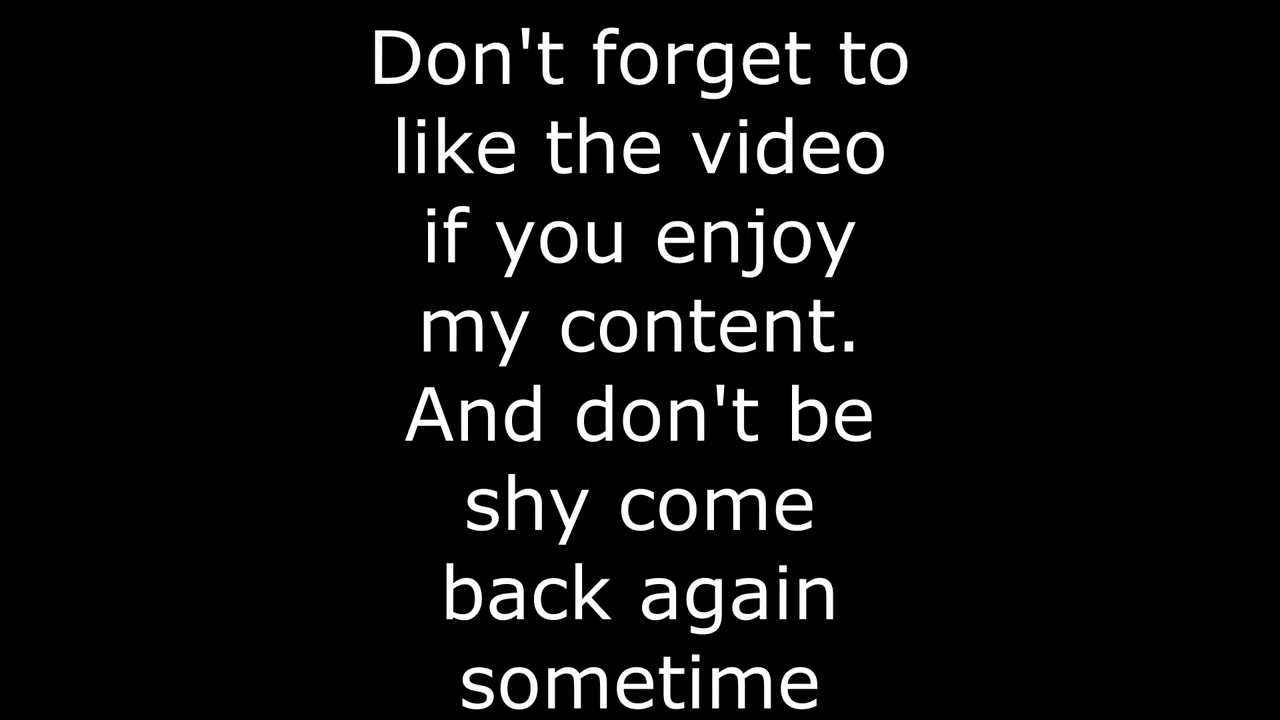 Don't forget to
like the video
if you enjoy
my content.
And don't be
shy come
back again
sometime